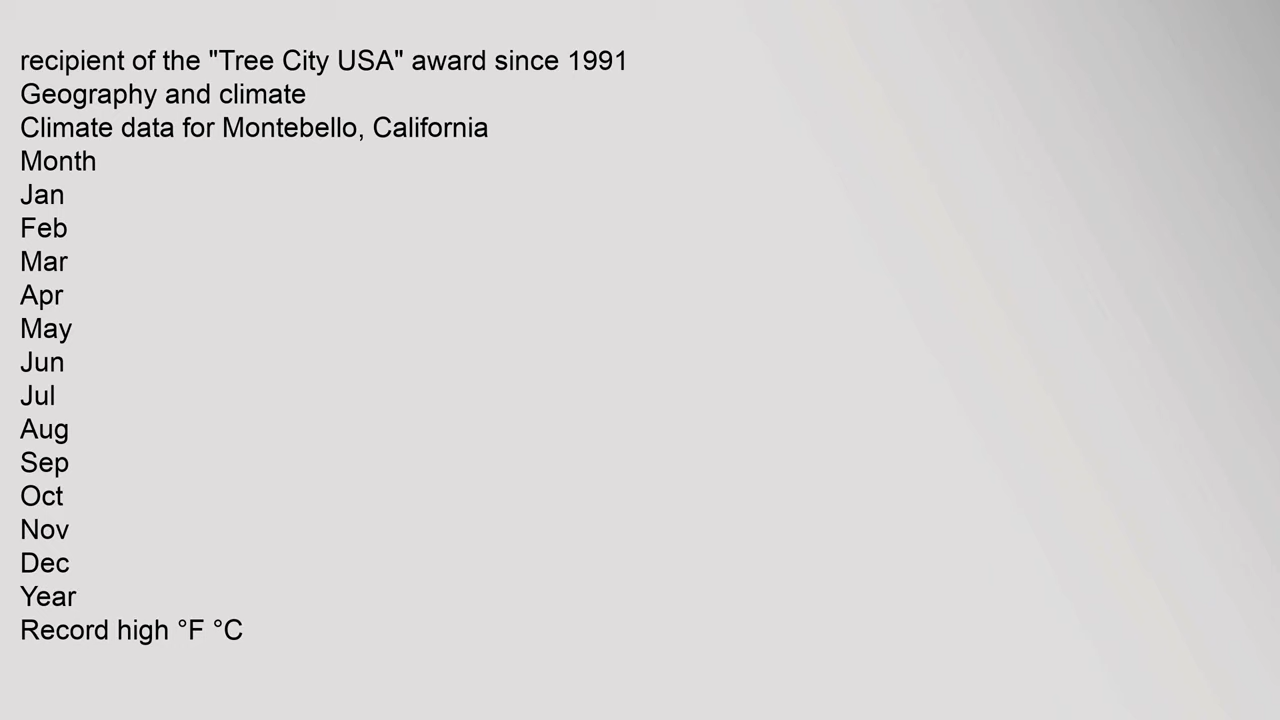 recipient of the "Tree City USA" award since 1991
Geography and climate
Climate data for Montebello, California
Month
Jan
Feb
Mar
Apr
May
Jun
Jul
Aug
Sep
Oct
Nov
Dec
Year
Record high °F °C